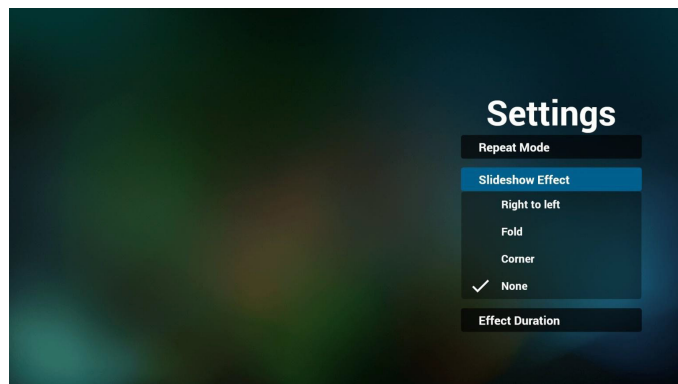 Settings
Repeat Mode
Slideshow Effect
Right to left
Fold
Corner
None
Effect Duration